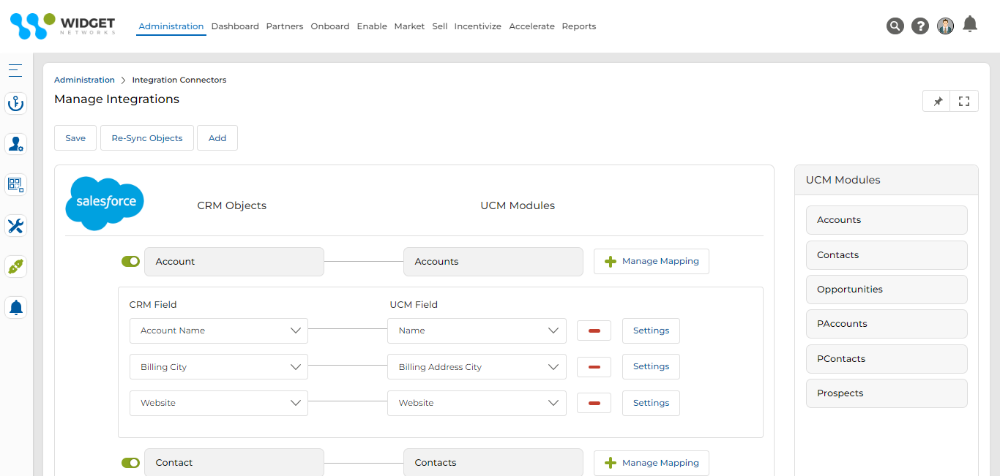 WIDGET
NETWORKS
Administration Dashboard Partners Onboard Enable Market Sell Incentivize Accelerate Reports
?
Administration > Integration Connectors
Manage Integrations
Save Re-Sync Objects Add
salesforce
CRM Objects UCM Modules
Account Accounts Manage Mapping
CRM Field UCM Field
Account Name Name Settings
Billing City Billing Address City Settings
Website Website Settings
Contact Contacts Manage Mapping
UCM Modules
Accounts
Contacts
Opportunities
PAccounts
PContacts
Prospects